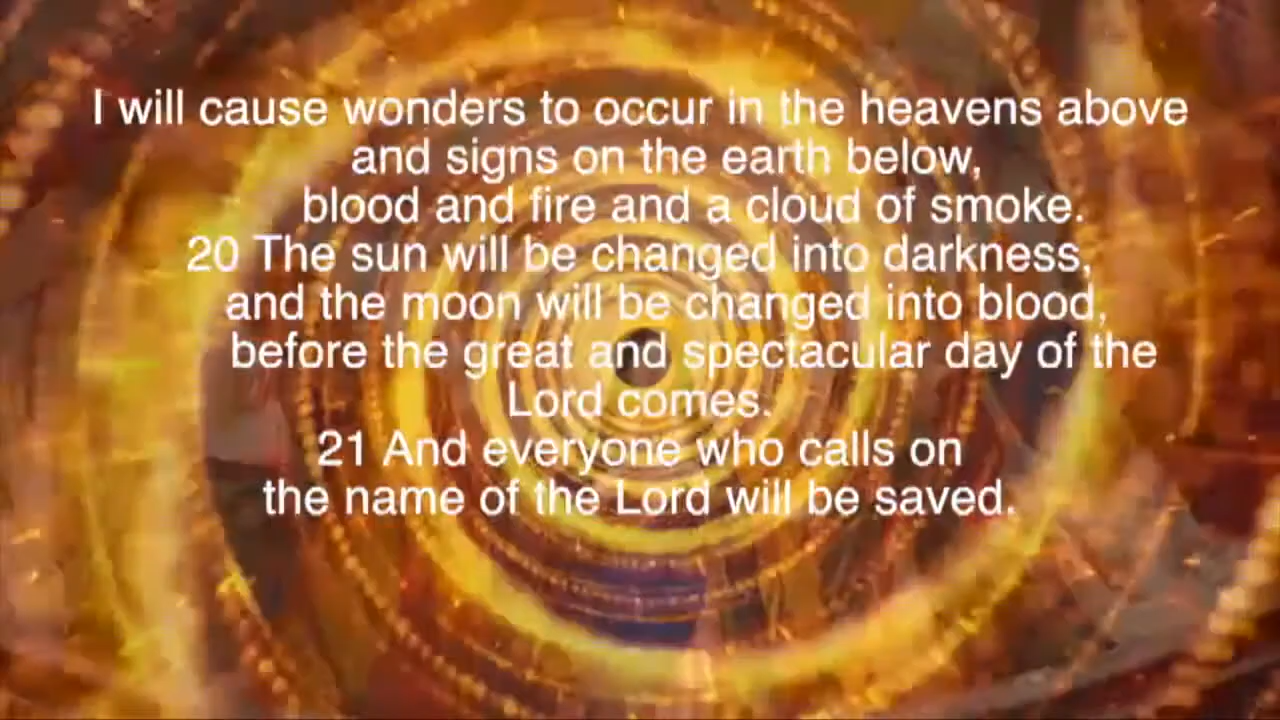 I will cause wonders to occur in the heavens above
and signs on the earth below,
blood and fire and a cloud of smoke.
20 The sun will be changed into darkness,
and the moon will be changed into blood,
before the great and spectacular day of the
Lord comes.
21 And everyone who calls on
the name of the Lord will be saved.